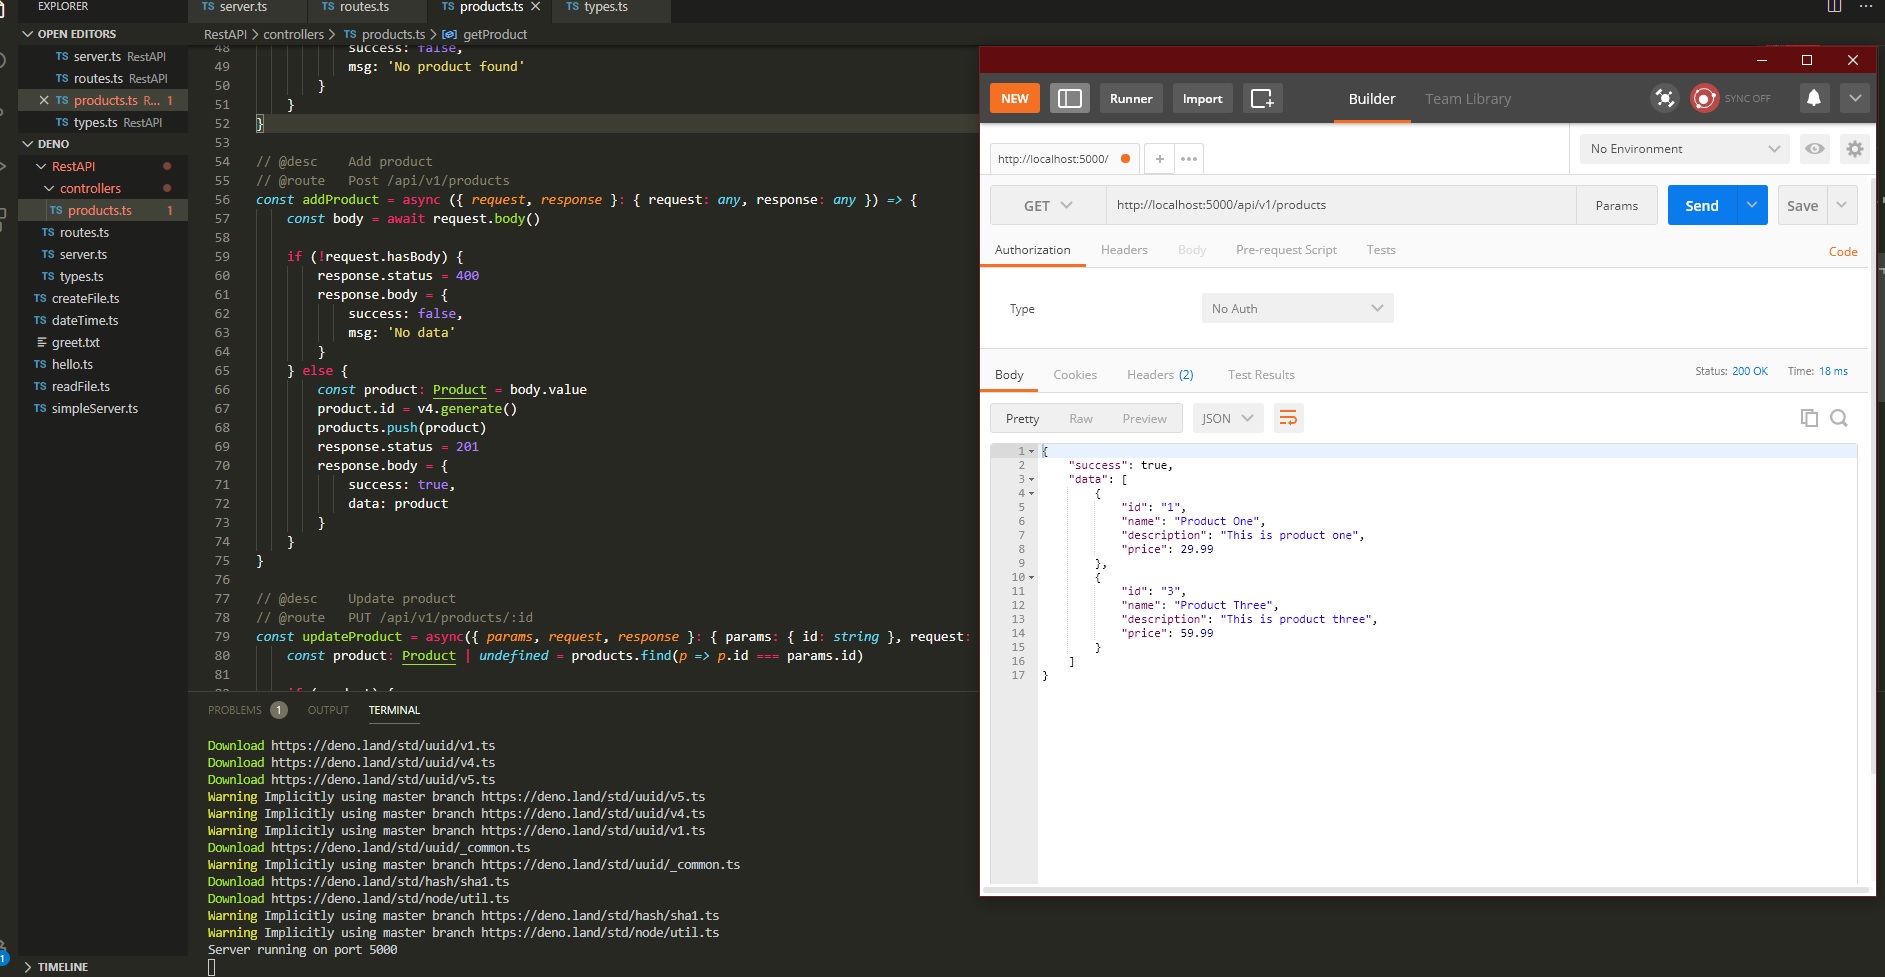 EXPLORER
OPEN EDITORS
TS server.ts RestAPI
TS routes.ts RestAPI
TS products.ts R... 1
TS types.ts RestAPI
DENO
RestAPI
controllers
TS products.ts 1
TS routes.ts
TS server.ts
TS types.ts
TS createFile.ts
TS dateTime.ts
greet.txt
TS hello.ts
TS readFile.ts
TS simpleServer.ts
TIMELINE
1
TS server.ts TS routes.ts TS products.ts TS types.ts
RestAPI > controllers > TS products.ts > getProduct
48 success: false,
49 msg: 'No product found'
50 }
51 }
52 }
53
54 // @desc Add product
55 // @route Post /api/v1/products
56 const addProduct = async ({ request, response }: { request: any, response: any }) => {
57 const body = await request.body()
58
59 if (!request.hasBody) {
60 response.status = 400
61 response.body = {
62 success: false,
63 msg: 'No data'
64 }
65 } else {
66 const product: Product = body.value
67 product.id = v4.generate()
68 products.push(product)
69 response.status = 201
70 response.body = {
71 success: true,
72 data: product
73 }
74 }
75 }
76
77 // @desc Update product
78 // @route PUT /api/v1/products/:id
79 const updateProduct = async({ params, request, response }: { params: { id: string }, request:
80 const product: Product | undefined = products.find(p => p.id === params.id)
81
PROBLEMS 1 OUTPUT TERMINAL
Download https://deno.land/std/uuid/v1.ts
Download https://deno.land/std/uuid/v4.ts
Download https://deno.land/std/uuid/v5.ts
Warning Implicitly using master branch https://deno.land/std/uuid/v5.ts
Warning Implicitly using master branch https://deno.land/std/uuid/v4.ts
Warning Implicitly using master branch https://deno.land/std/uuid/v1.ts
Download https://deno.land/std/uuid/_common.ts
Warning Implicitly using master branch https://deno.land/std/uuid/_common.ts
Download https://deno.land/std/hash/sha1.ts
Download https://deno.land/std/node/util.ts
Warning Implicitly using master branch https://deno.land/std/hash/sha1.ts
Warning Implicitly using master branch https://deno.land/std/node/util.ts
Server running on port 5000
NEW Runner Import Builder Team Library SYNC OFF
http://localhost:5000/ + ••• No Environment
GET http://localhost:5000/api/v1/products Params Send Save
Authorization Headers Body Pre-request Script Tests Code
Type No Auth
Body Cookies Headers (2) Test Results Status: 200 OK Time: 18 ms
Pretty Raw Preview JSON
1 {
2 "success": true,
3 "data": [
4 {
5 "id": "1",
6 "name": "Product One",
7 "description": "This is product one",
8 "price": 29.99
9 },
10 {
11 "id": "3",
12 "name": "Product Three",
13 "description": "This is product three",
14 "price": 59.99
15 }
16 ]
17 }